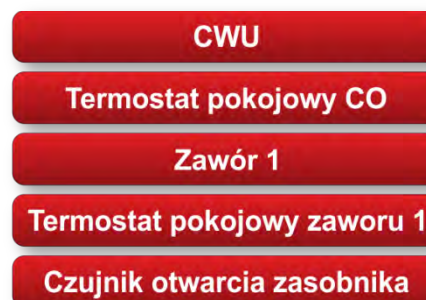 CWU
Termostat pokojowy CO
Zawór 1
Termostat pokojowy zaworu 1
Czujnik otwarcia zasobnika